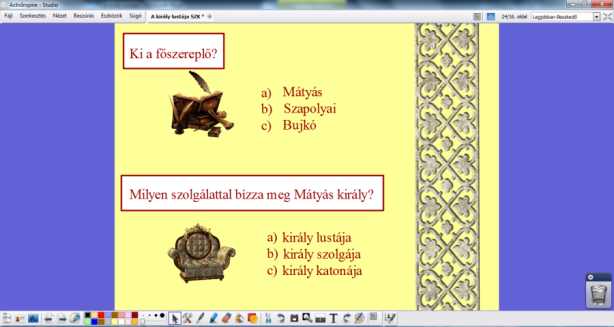 ActivInspire - Studio
Fájl Szerkesztés Nézet Beszúrás Eszközök Súgó A király lustája SZK * 24/16. oldal Legjobban illeszkedő
Ki a főszereplő?
a) Mátyás
b) Szapolyai
c) Bujkó
Milyen szolgálattal bízza meg Mátyás király?
a) király lustája
b) király szolgája
c) király katonája